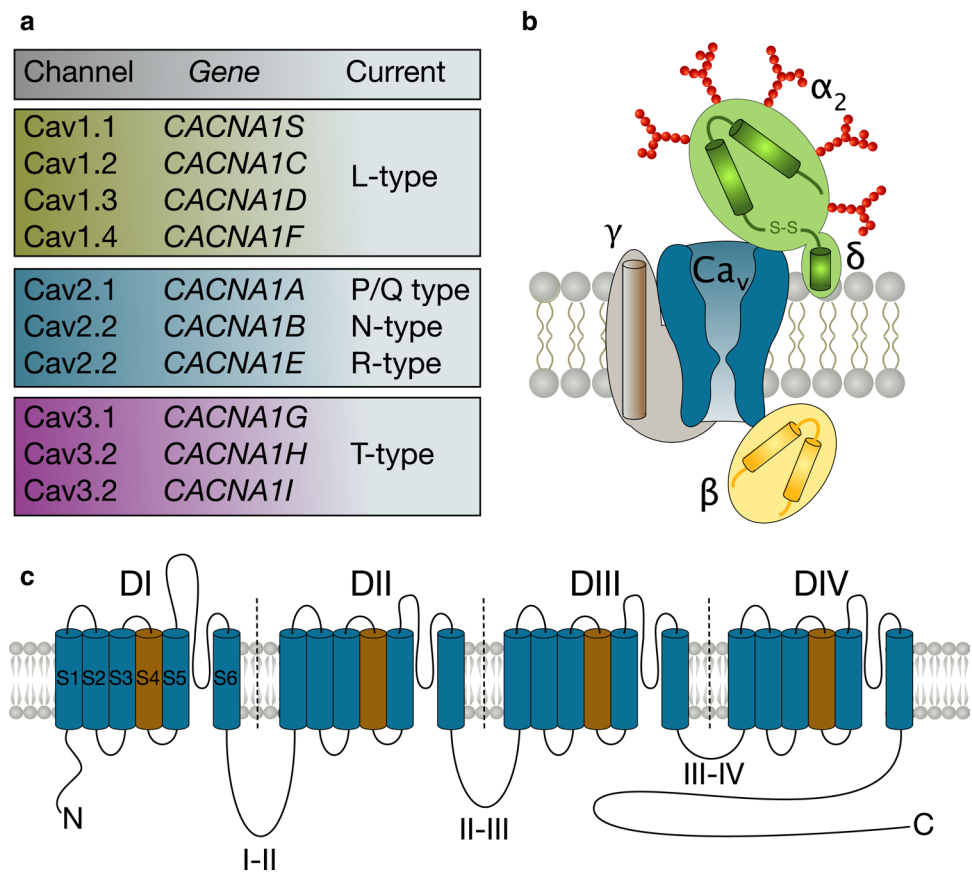 a
Channel Gene Current
Cav1.1 CACNA1S
Cav1.2 CACNA1C
L-type
Cav1.3 CACNA1D
Cav1.4 CACNA1F
Cav2.1 CACNA1A P/Q type
Cav2.2 CACNA1B N-type
Cav2.2 CACNA1E R-type
Cav3.1 CACNA1G
Cav3.2 CACNA1H T-type
Cav3.2 CACNA1I
b
α2
S-S
γ
Cav
δ
β
c
DI DII DIII DIV
S1 S2 S3 S4 S5 S6
III-IV
N
II-III
C
I-II